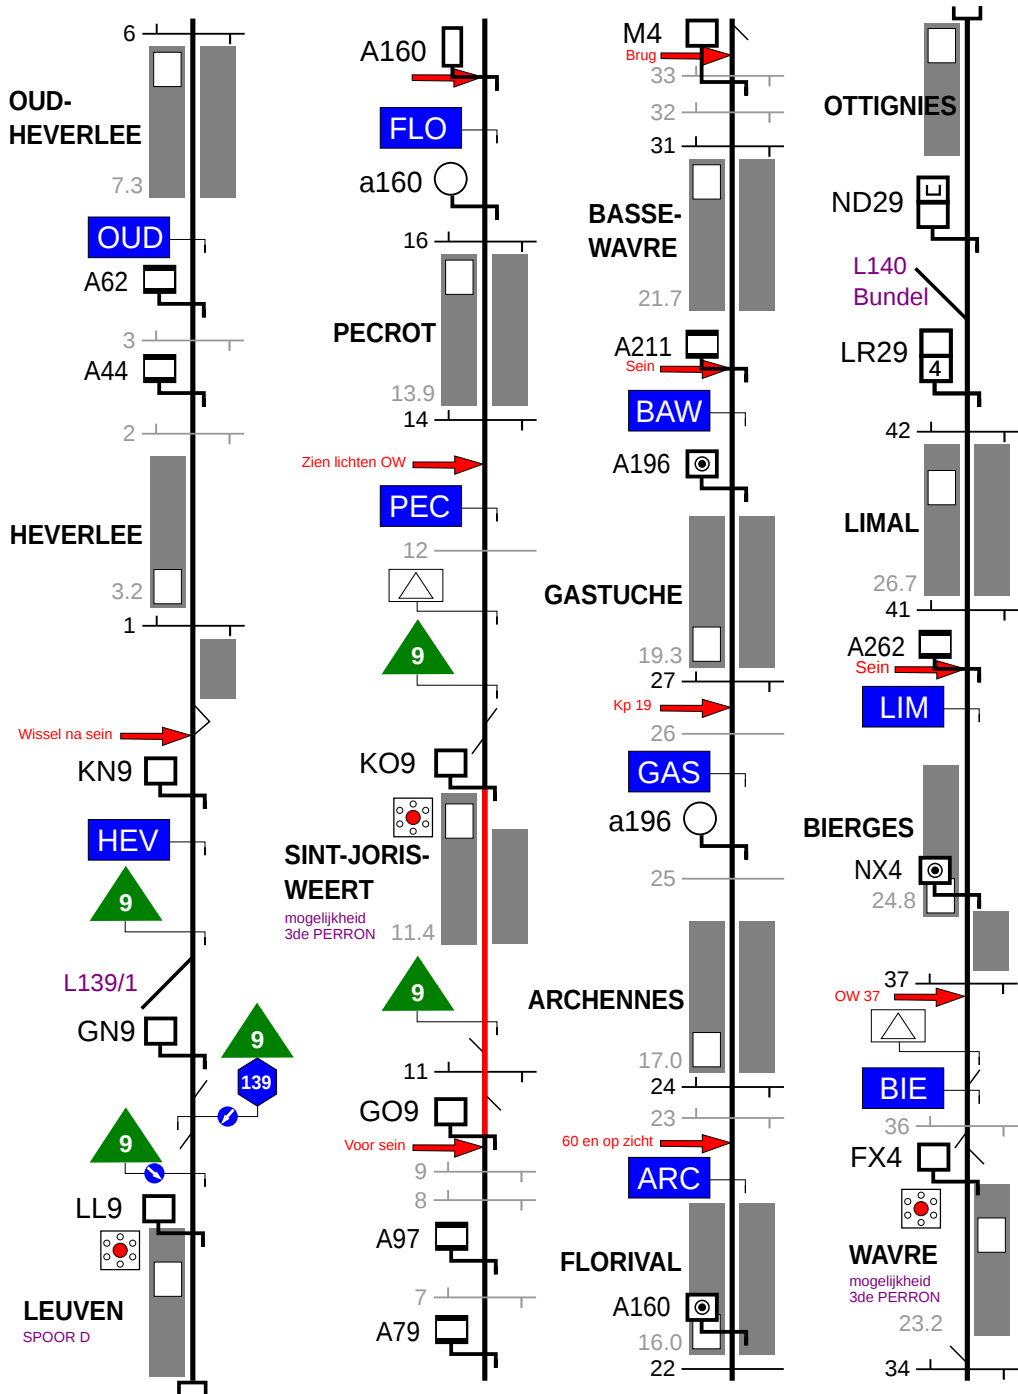 6
OUD-
HEVERLEE
7.3
OUD
A62
3
A44
2
HEVERLEE
3.2
1
Wissel na sein
KN9
HEV
9
L139/1
GN9
9
139
9
LL9
LEUVEN
SPOOR D
A160
FLO
a160
16
PECROT
13.9
14
Zien lichten OW
PEC
12
9
KO9
SINT-JORIS-
WEERT
mogelijkheid
3de PERRON
11.4
9
11
GO9
Voor sein
9
8
A97
7
A79
M4
Brug
33
32
31
BASSE-
WAVRE
21.7
A211
Sein
BAW
A196
GASTUCHE
19.3
27
Kp 19
26
GAS
a196
25
ARCHENNES
17.0
24
23
60 en op zicht
ARC
FLORIVAL
A160
16.0
22
OTTIGNIES
ND29
L140
Bundel
LR29
4
42
LIMAL
26.7
41
A262
Sein
LIM
BIERGES
NX4
24.8
37
OW 37
BIE
36
FX4
WAVRE
mogelijkheid
3de PERRON
23.2
34